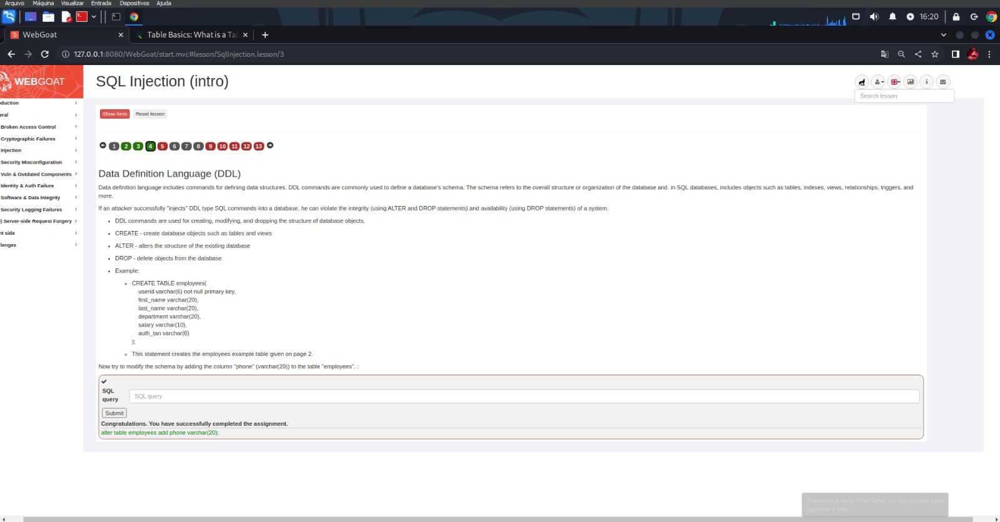 Arquivo Máquina Visualizar Entrada Dispositivos Ajuda
16:20
WebGoat
Table Basics: What is a Ta
127.0.0.1:8080/WebGoat/start.mvc#lesson/SqlInjection.lesson/3
WEBGOAT
SQL Injection (intro)
Search lesson
oduction
eral
Broken Access Control
Cryptographic Failures
Injection
Security Misconfiguration
Vuln & Outdated Components
Identity & Auth Failure
Software & Data Integrity
Security Logging Failures
) Server-side Request Forgery
nt side
lenges
Show hints Reset lesson
1 2 3 4 5 6 7 8 9 10 11 12 13
Data Definition Language (DDL)
Data definition language includes commands for defining data structures. DDL commands are commonly used to define a database's schema. The schema refers to the overall structure or organization of the database and. in SQL databases, includes objects such as tables, indexes, views, relationships, triggers, and
more.
If an attacker successfully "injects" DDL type SQL commands into a database, he can violate the integrity (using ALTER and DROP statements) and availability (using DROP statements) of a system.
• DDL commands are used for creating, modifying, and dropping the structure of database objects.
• CREATE - create database objects such as tables and views
• ALTER - alters the structure of the existing database
• DROP - delete objects from the database
• Example:
◦ CREATE TABLE employees(
userid varchar(6) not null primary key,
first_name varchar(20),
last_name varchar(20),
department varchar(20),
salary varchar(10),
auth_tan varchar(6)
);
◦ This statement creates the employees example table given on page 2.
Now try to modify the schema by adding the column "phone" (varchar(20)) to the table "employees". :
✔
SQL
query
SQL query
Submit
Congratulations. You have successfully completed the assignment.
alter table employees add phone varchar(20);
Pressione a tecla "Prnt Scrn" no seu teclado para
capturar a tela